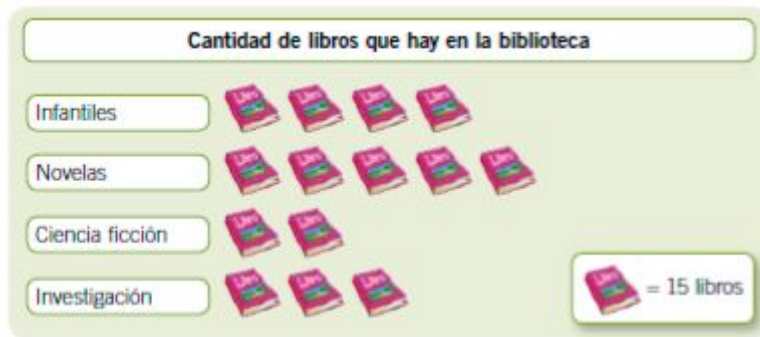 Cantidad de libros que hay en la biblioteca
Infantiles
Novelas
Ciencia ficción
Investigación
= 15 libros